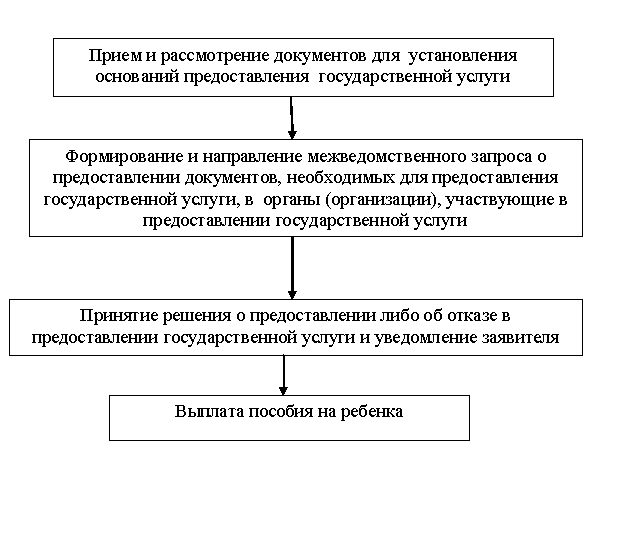 Прием и рассмотрение документов для установления
оснований предоставления государственной услуги
Формирование и направление межведомственного запроса о
предоставлении документов, необходимых для предоставления
государственной услуги, в органы (организации), участвующие в
предоставлении государственной услуги
Принятие решения о предоставлении либо об отказе в
предоставлении государственной услуги и уведомление заявителя
Выплата пособия на ребенка